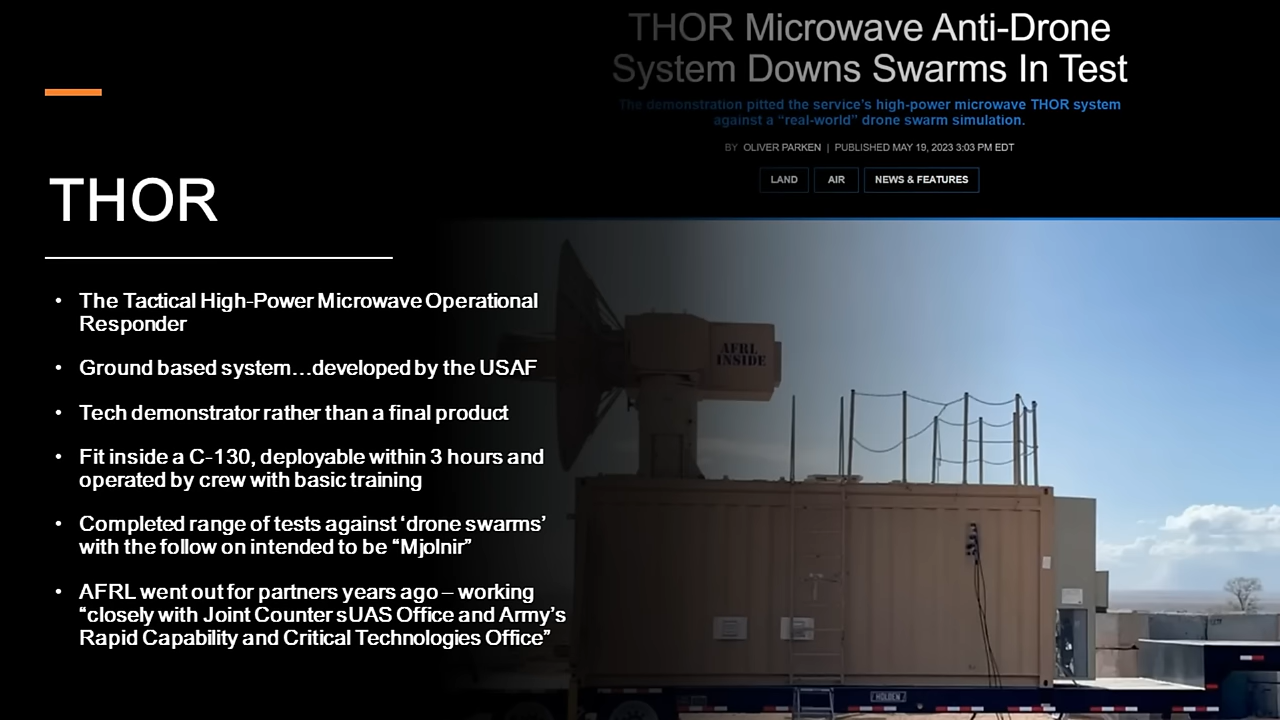 THOR Microwave Anti-Drone
System Downs Swarms In Test
The demonstration pitted the service's high-power microwave THOR system
against a “real-world” drone swarm simulation.
BY OLIVER PARKEN | PUBLISHED MAY 19, 2023 3:03 PM EDT
LAND AIR NEWS & FEATURES
THOR
• The Tactical High-Power Microwave Operational
Responder
• Ground based system…developed by the USAF
• Tech demonstrator rather than a final product
• Fit inside a C-130, deployable within 3 hours and
operated by crew with basic training
• Completed range of tests against ‘drone swarms’
with the follow on intended to be “Mjolnir”
• AFRL went out for partners years ago – working
“closely with Joint Counter sUAS Office and Army’s
Rapid Capability and Critical Technologies Office”
AFRL
INSIDE
HOLDEN